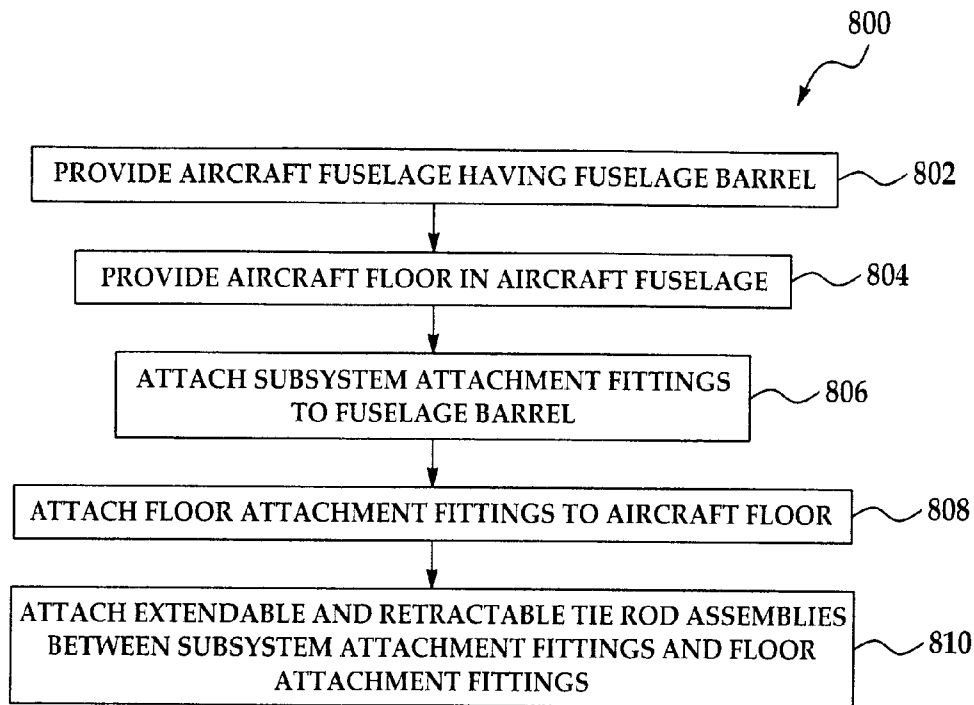 800
PROVIDE AIRCRAFT FUSELAGE HAVING FUSELAGE BARREL
802
PROVIDE AIRCRAFT FLOOR IN AIRCRAFT FUSELAGE
804
ATTACH SUBSYSTEM ATTACHMENT FITTINGS
TO FUSELAGE BARREL
806
ATTACH FLOOR ATTACHMENT FITTINGS TO AIRCRAFT FLOOR
808
ATTACH EXTENDABLE AND RETRACTABLE TIE ROD ASSEMBLIES
BETWEEN SUBSYSTEM ATTACHMENT FITTINGS AND FLOOR
ATTACHMENT FITTINGS
810